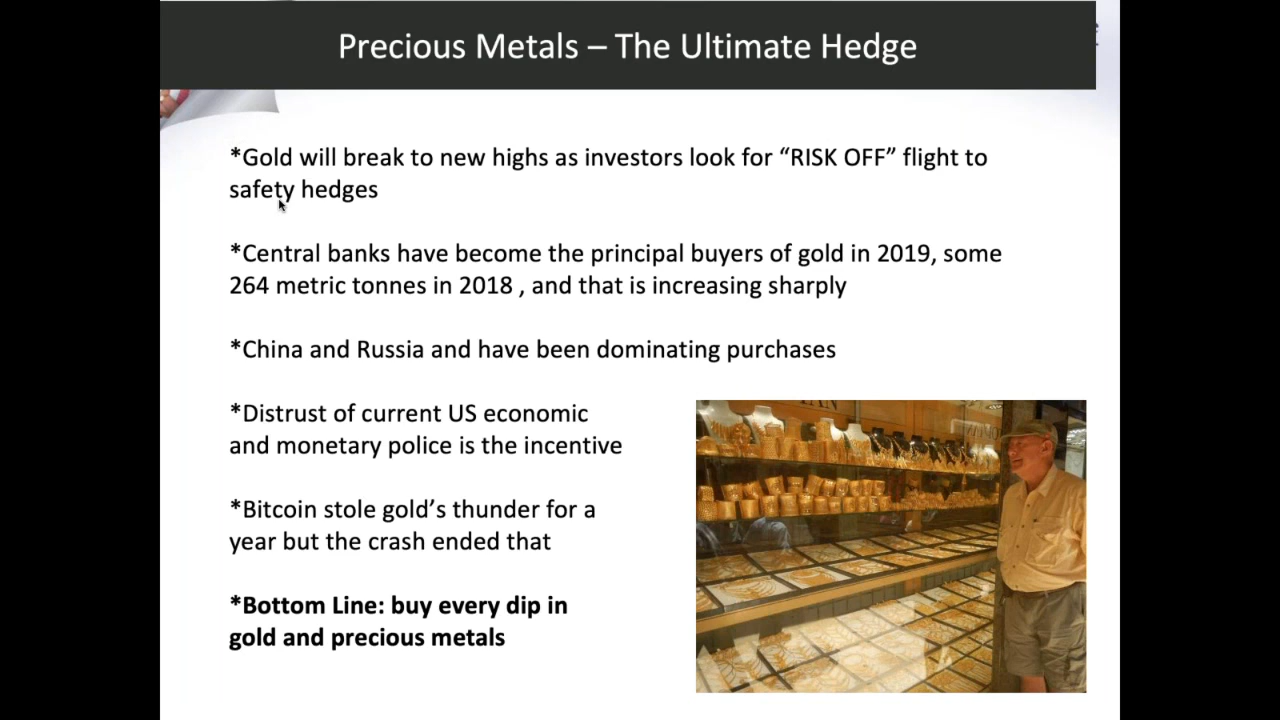 Precious Metals – The Ultimate Hedge
*Gold will break to new highs as investors look for “RISK OFF” flight to
safety hedges
*Central banks have become the principal buyers of gold in 2019, some
264 metric tonnes in 2018 , and that is increasing sharply
*China and Russia and have been dominating purchases
*Distrust of current US economic
and monetary police is the incentive
*Bitcoin stole gold’s thunder for a
year but the crash ended that
*Bottom Line: buy every dip in
gold and precious metals